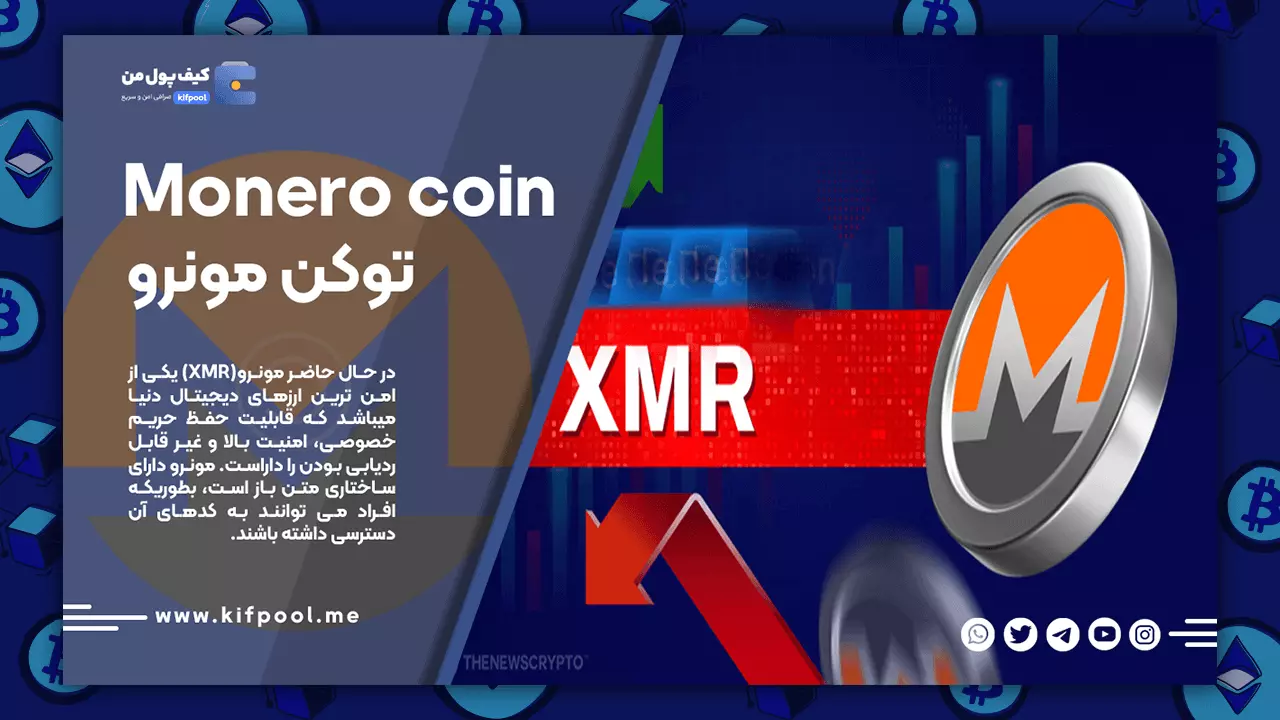 کیف پول من
kifpool
صرافی امن و سریع
Monero coin
توکن مونرو
در حال حاضر مونرو(XMR) یکی از
امن ترین ارزهای دیجیتال دنیا
میباشد که قابلیت حفظ حریم
خصوصی، امنیت بالا و غیر قابل
ردیابی بودن را داراست. مونرو دارای
ساختاری متن باز است، بطوریکه
افراد می توانند به کدهای آن
دسترسی داشته باشند.
www.kifpool.me
XMR
THENEWSCRYPTO